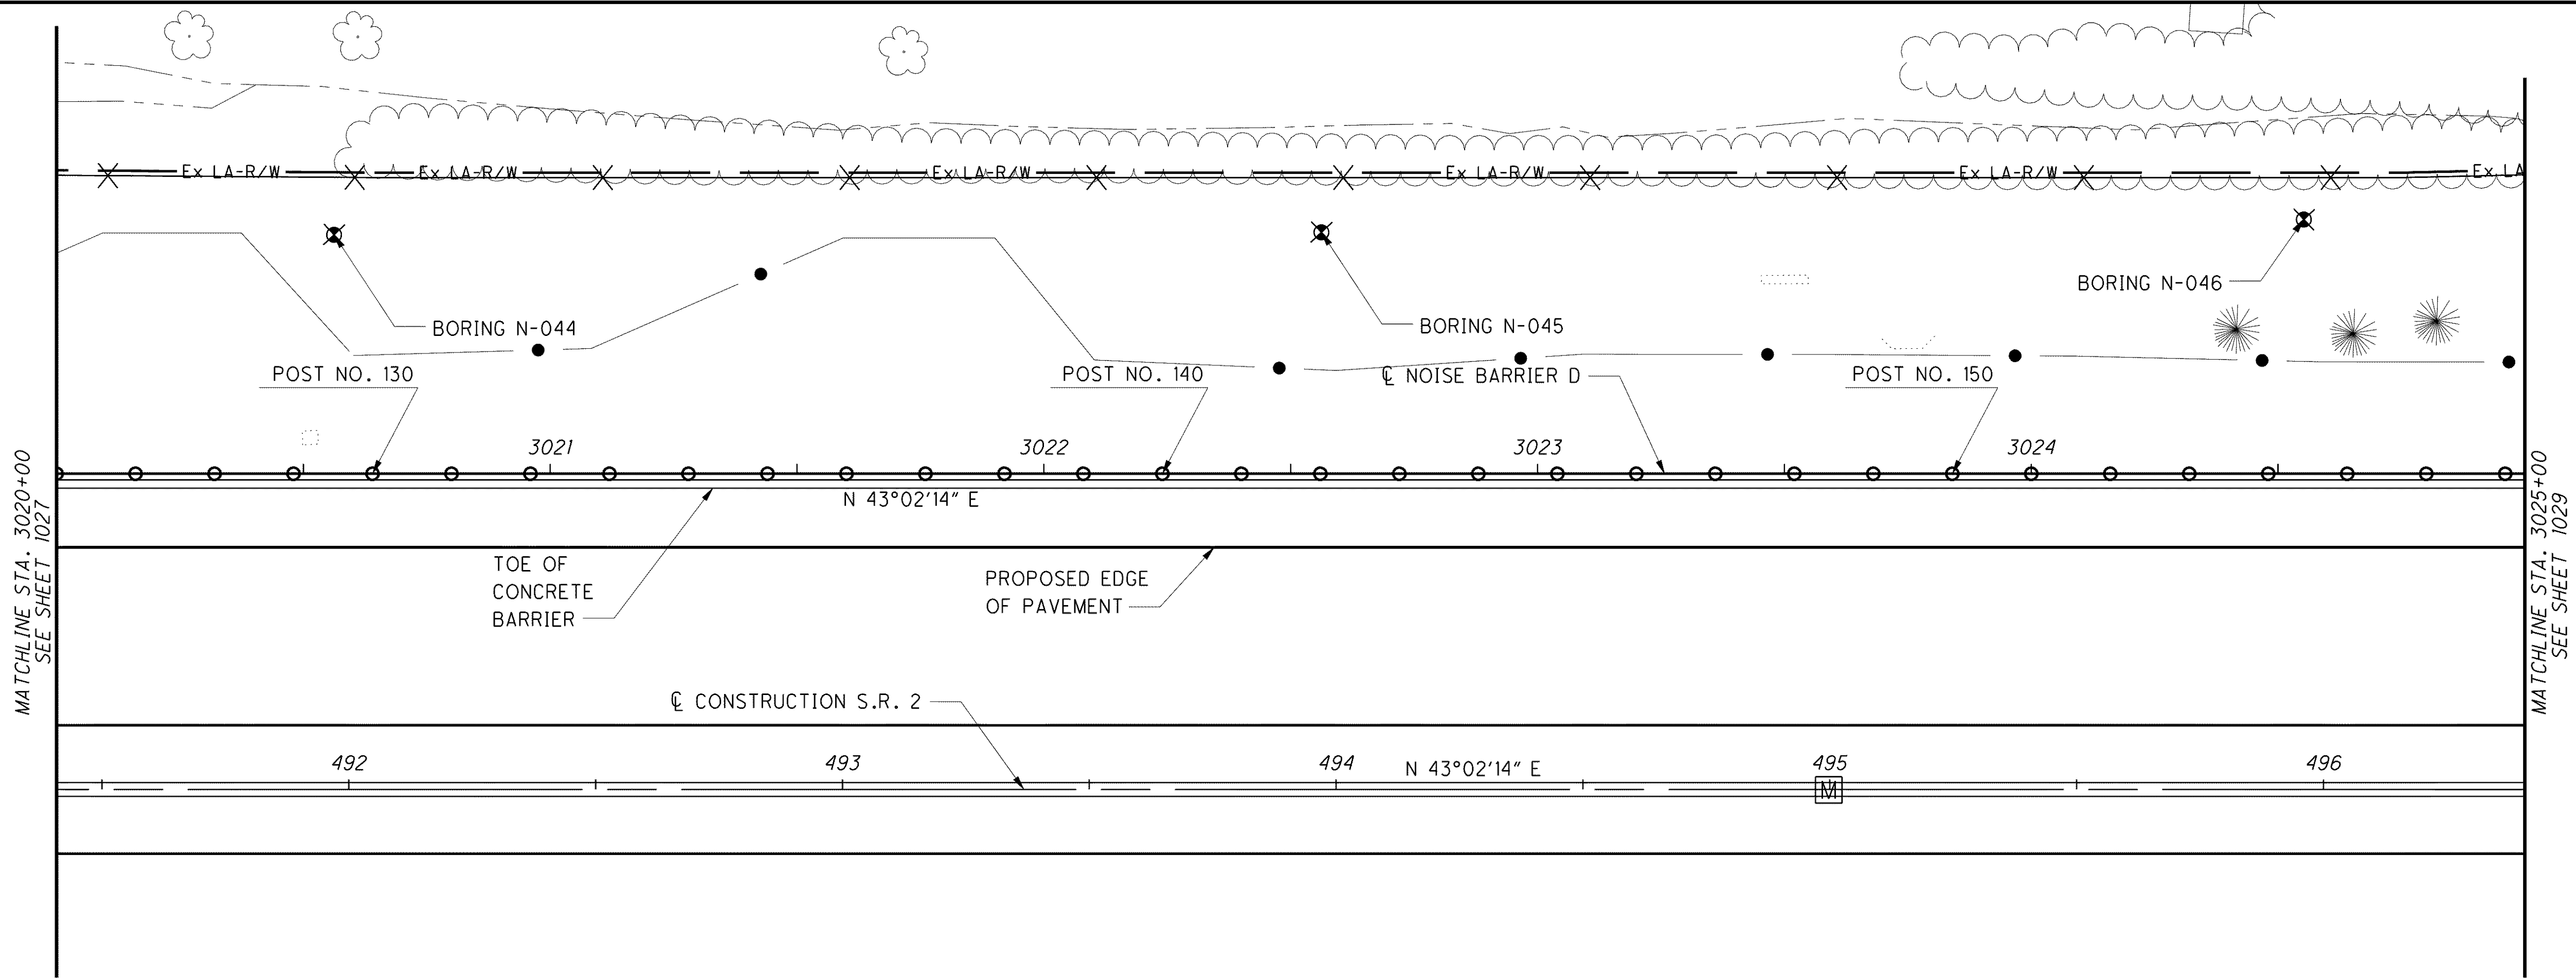 Ex LA-R/W
Ex LA-R/W
Ex LA-R/W
Ex LA-R/W
Ex LA-R/W
Ex LA
BORING N-044
BORING N-045
BORING N-046
POST NO. 130
POST NO. 140
℄ NOISE BARRIER D
POST NO. 150
3021
3022
3023
3024
N 43°02'14" E
TOE OF
CONCRETE
BARRIER
PROPOSED EDGE
OF PAVEMENT
℄ CONSTRUCTION S.R. 2
492
493
494
N 43°02'14" E
495
496
M
MATCHLINE STA. 3020+00
SEE SHEET 1027
MATCHLINE STA. 3025+00
SEE SHEET 1029